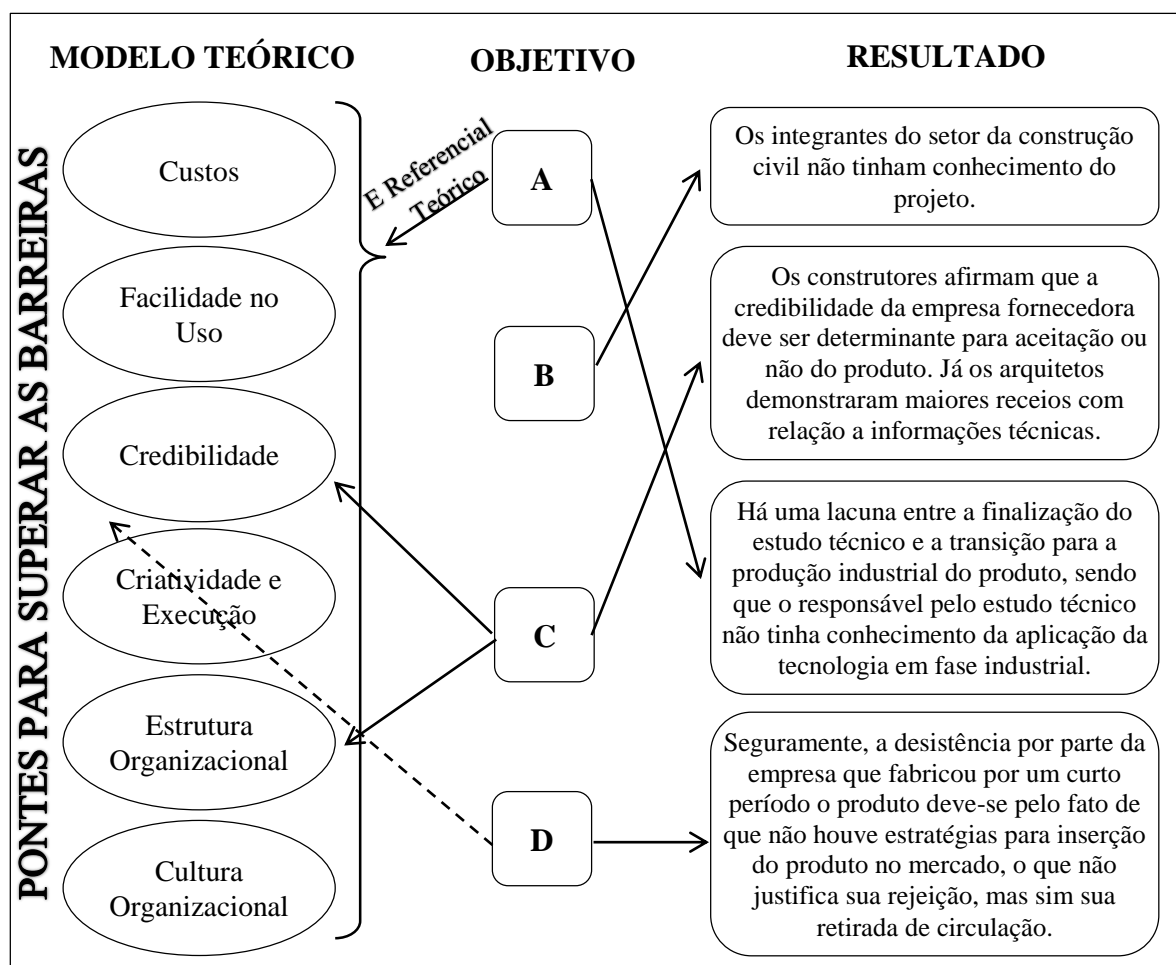 MODELO TEÓRICO
OBJETIVO
RESULTADO
PONTES PARA SUPERAR AS BARREIRAS
Custos
Facilidade no
Uso
Credibilidade
Criatividade e
Execução
Estrutura
Organizacional
Cultura
Organizacional
E Referencial
Teórico
A
B
C
D
Os integrantes do setor da construção
civil não tinham conhecimento do
projeto.
Os construtores afirmam que a
credibilidade da empresa fornecedora
deve ser determinante para aceitação ou
não do produto. Já os arquitetos
demonstraram maiores receios com
relação a informações técnicas.
Há uma lacuna entre a finalização do
estudo técnico e a transição para a
produção industrial do produto, sendo
que o responsável pelo estudo técnico
não tinha conhecimento da aplicação da
tecnologia em fase industrial.
Seguramente, a desistência por parte da
empresa que fabricou por um curto
período o produto deve-se pelo fato de
que não houve estratégias para inserção
do produto no mercado, o que não
justifica sua rejeição, mas sim sua
retirada de circulação.